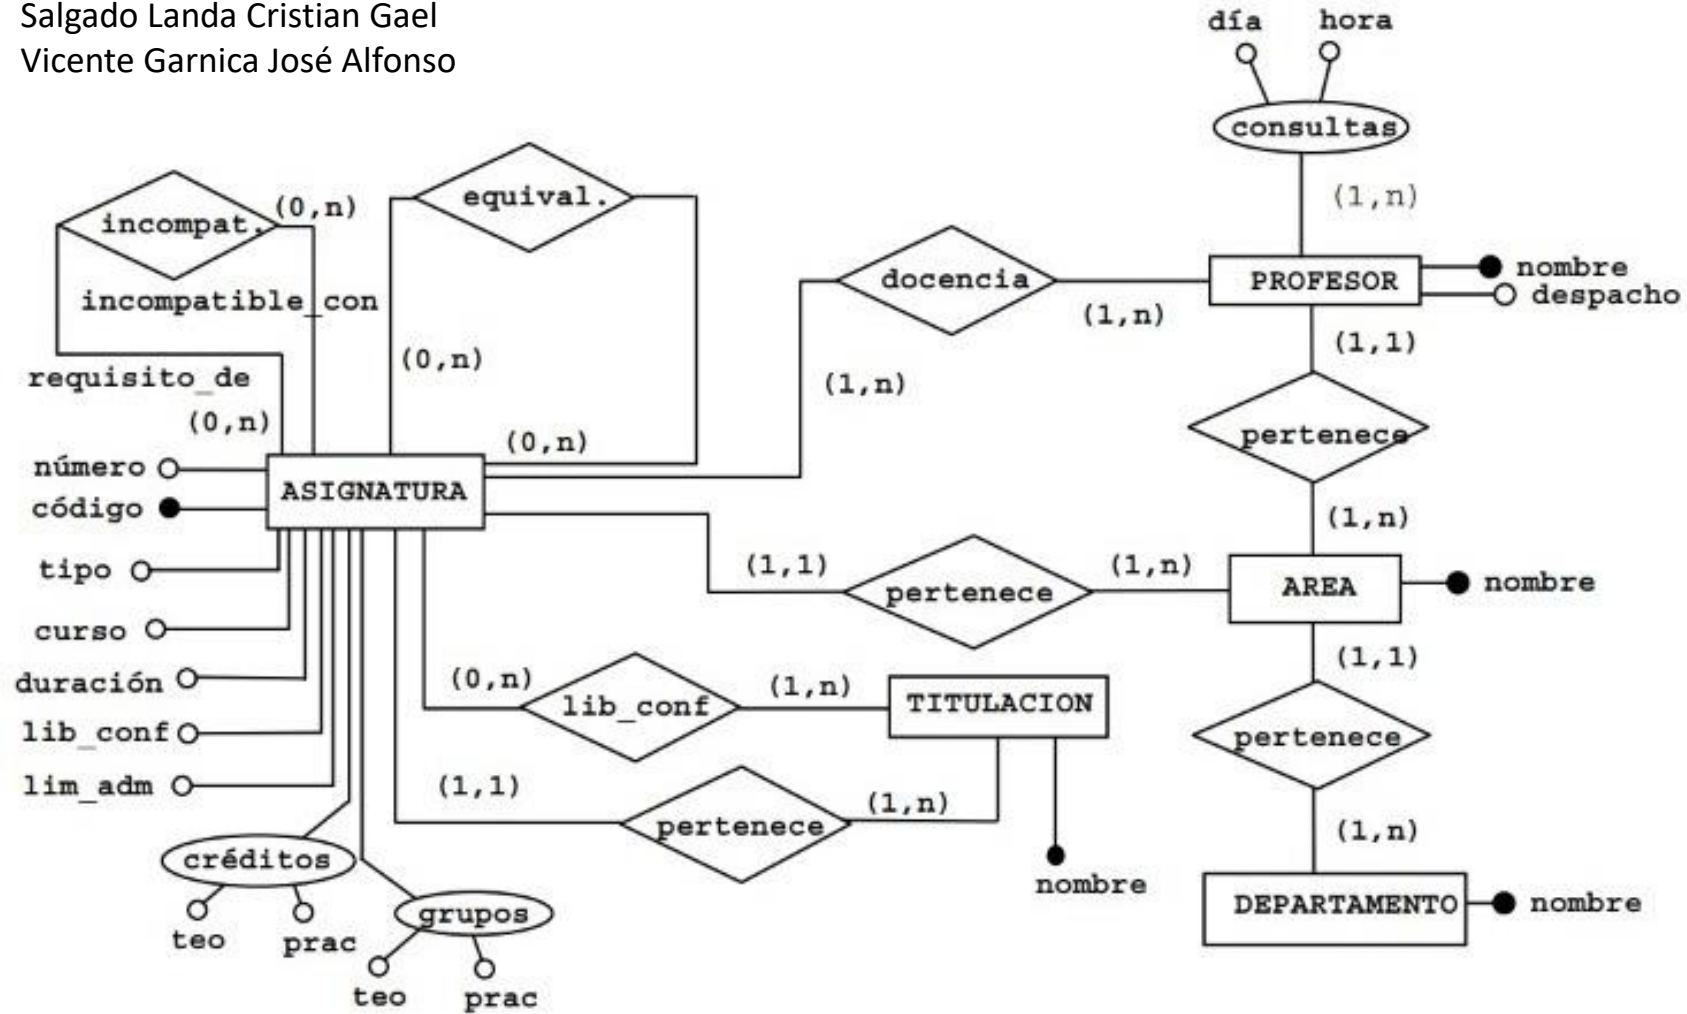 Salgado Landa Cristian Gael
Vicente Garnica José Alfonso
día hora
consultas
(1,n)
equival.
incompat.
(0,n)
docencia
PROFESOR
nombre
despacho
incompatible_con
(1,n)
(1,1)
(0,n)
requisito_de
(1,n)
(0,n)
(0,n)
pertenece
número
ASIGNATURA
código
(1,n)
tipo
(1,1)
pertenece
(1,n)
AREA
nombre
curso
duración
(0,n)
lib_conf
(1,n)
TITULACION
(1,1)
lib_conf
pertenece
lim_adm
(1,1)
pertenece
(1,n)
(1,n)
créditos
teo
prac
grupos
teo
prac
nombre
DEPARTAMENTO
nombre